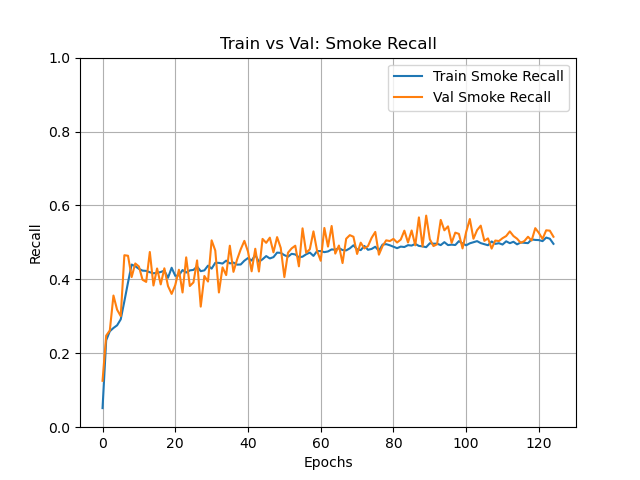 Train vs Val: Smoke Recall
Train Smoke Recall
Val Smoke Recall
Recall
1.0
0.8
0.6
0.4
0.2
0.0
0 20 40 60 80 100 120
Epochs